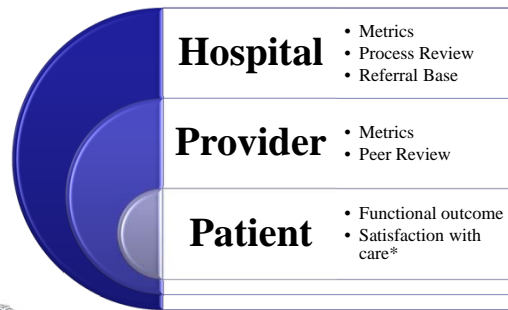 Hospital
• Metrics
• Process Review
• Referral Base
Provider
• Metrics
• Peer Review
Patient
• Functional outcome
• Satisfaction with
care*